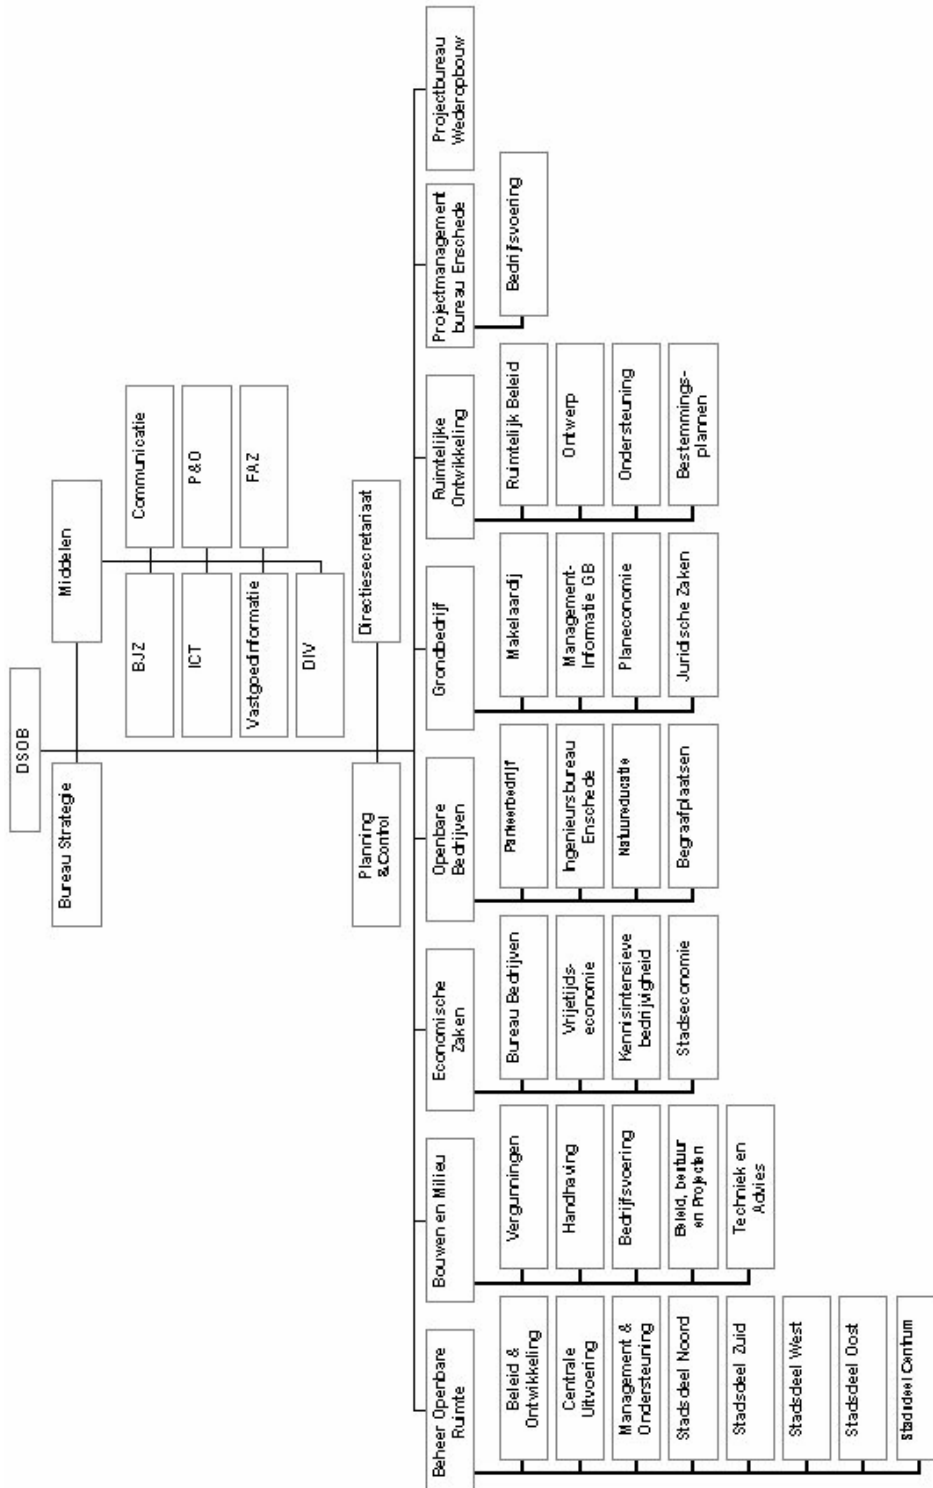 DSOB
Bureau Strategie
Middelen
BJZ
Communicatie
ICT
P&O
Vastgoedinformatie
FAZ
DIV
Planning
& Control
Directiesecretariaat
Beheer Openbare
Ruimte
Beleid &
Ontwikkeling
Centrale
Uitvoering
Management &
Ondersteuning
Stadsdeel Noord
Stadsdeel Zuid
Stadsdeel West
Stadsdeel Oost
Stadsdeel Centrum
Bouwen en Milieu
Vergunningen
Handhaving
Bedrijfsvoering
Beleid, bestuur
en Projecten
Techniek en
Advies
Economische
Zaken
Bureau Bedrijven
Vrijetijds-
economie
Kennisintensieve
bedrijvigheid
Stadseconomie
Openbare
Bedrijven
Parkeerbedrijf
Ingenieursbureau
Enschede
Natuureducatie
Begraafplaatsen
Grondbedrijf
Makelaardij
Management-
Informatie GB
Planeconomie
Juridische Zaken
Ruimtelijke
Ontwikkeling
Ruimtelijk Beleid
Ontwerp
Ondersteuning
Bestemmings-
plannen
Projectmanagement
bureau Enschede
Bedrijfsvoering
Projectbureau
Wederopbouw